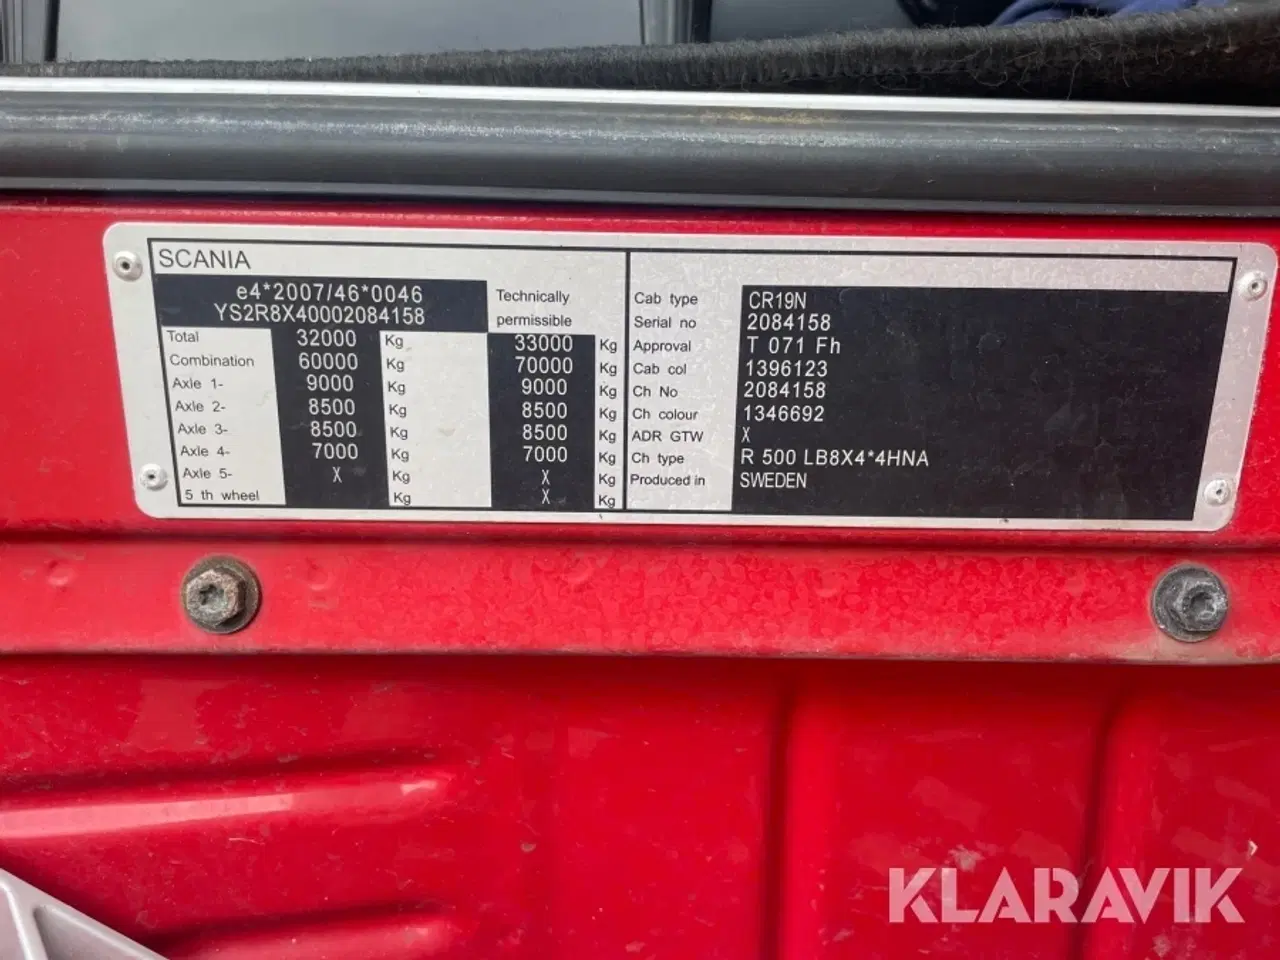 SCANIA
e4*2007/46*0046
YS2R8X40002084158
Technically
permissible
Total 32000 Kg 33000 Kg
Combination 60000 Kg 70000 Kg
Axle 1- 9000 Kg 9000 Kg
Axle 2- 8500 Kg 8500 Kg
Axle 3- 8500 Kg 8500 Kg
Axle 4- 7000 Kg 7000 Kg
Axle 5- X Kg X Kg
5 th wheel Kg X Kg
Cab type CR19N
Serial no 2084158
Approval T 071 Fh
Cab col 1396123
Ch No 2084158
Ch colour 1346692
ADR GTW X
Ch type R 500 LB8X4*4HNA
Produced in SWEDEN
KLARAVIK